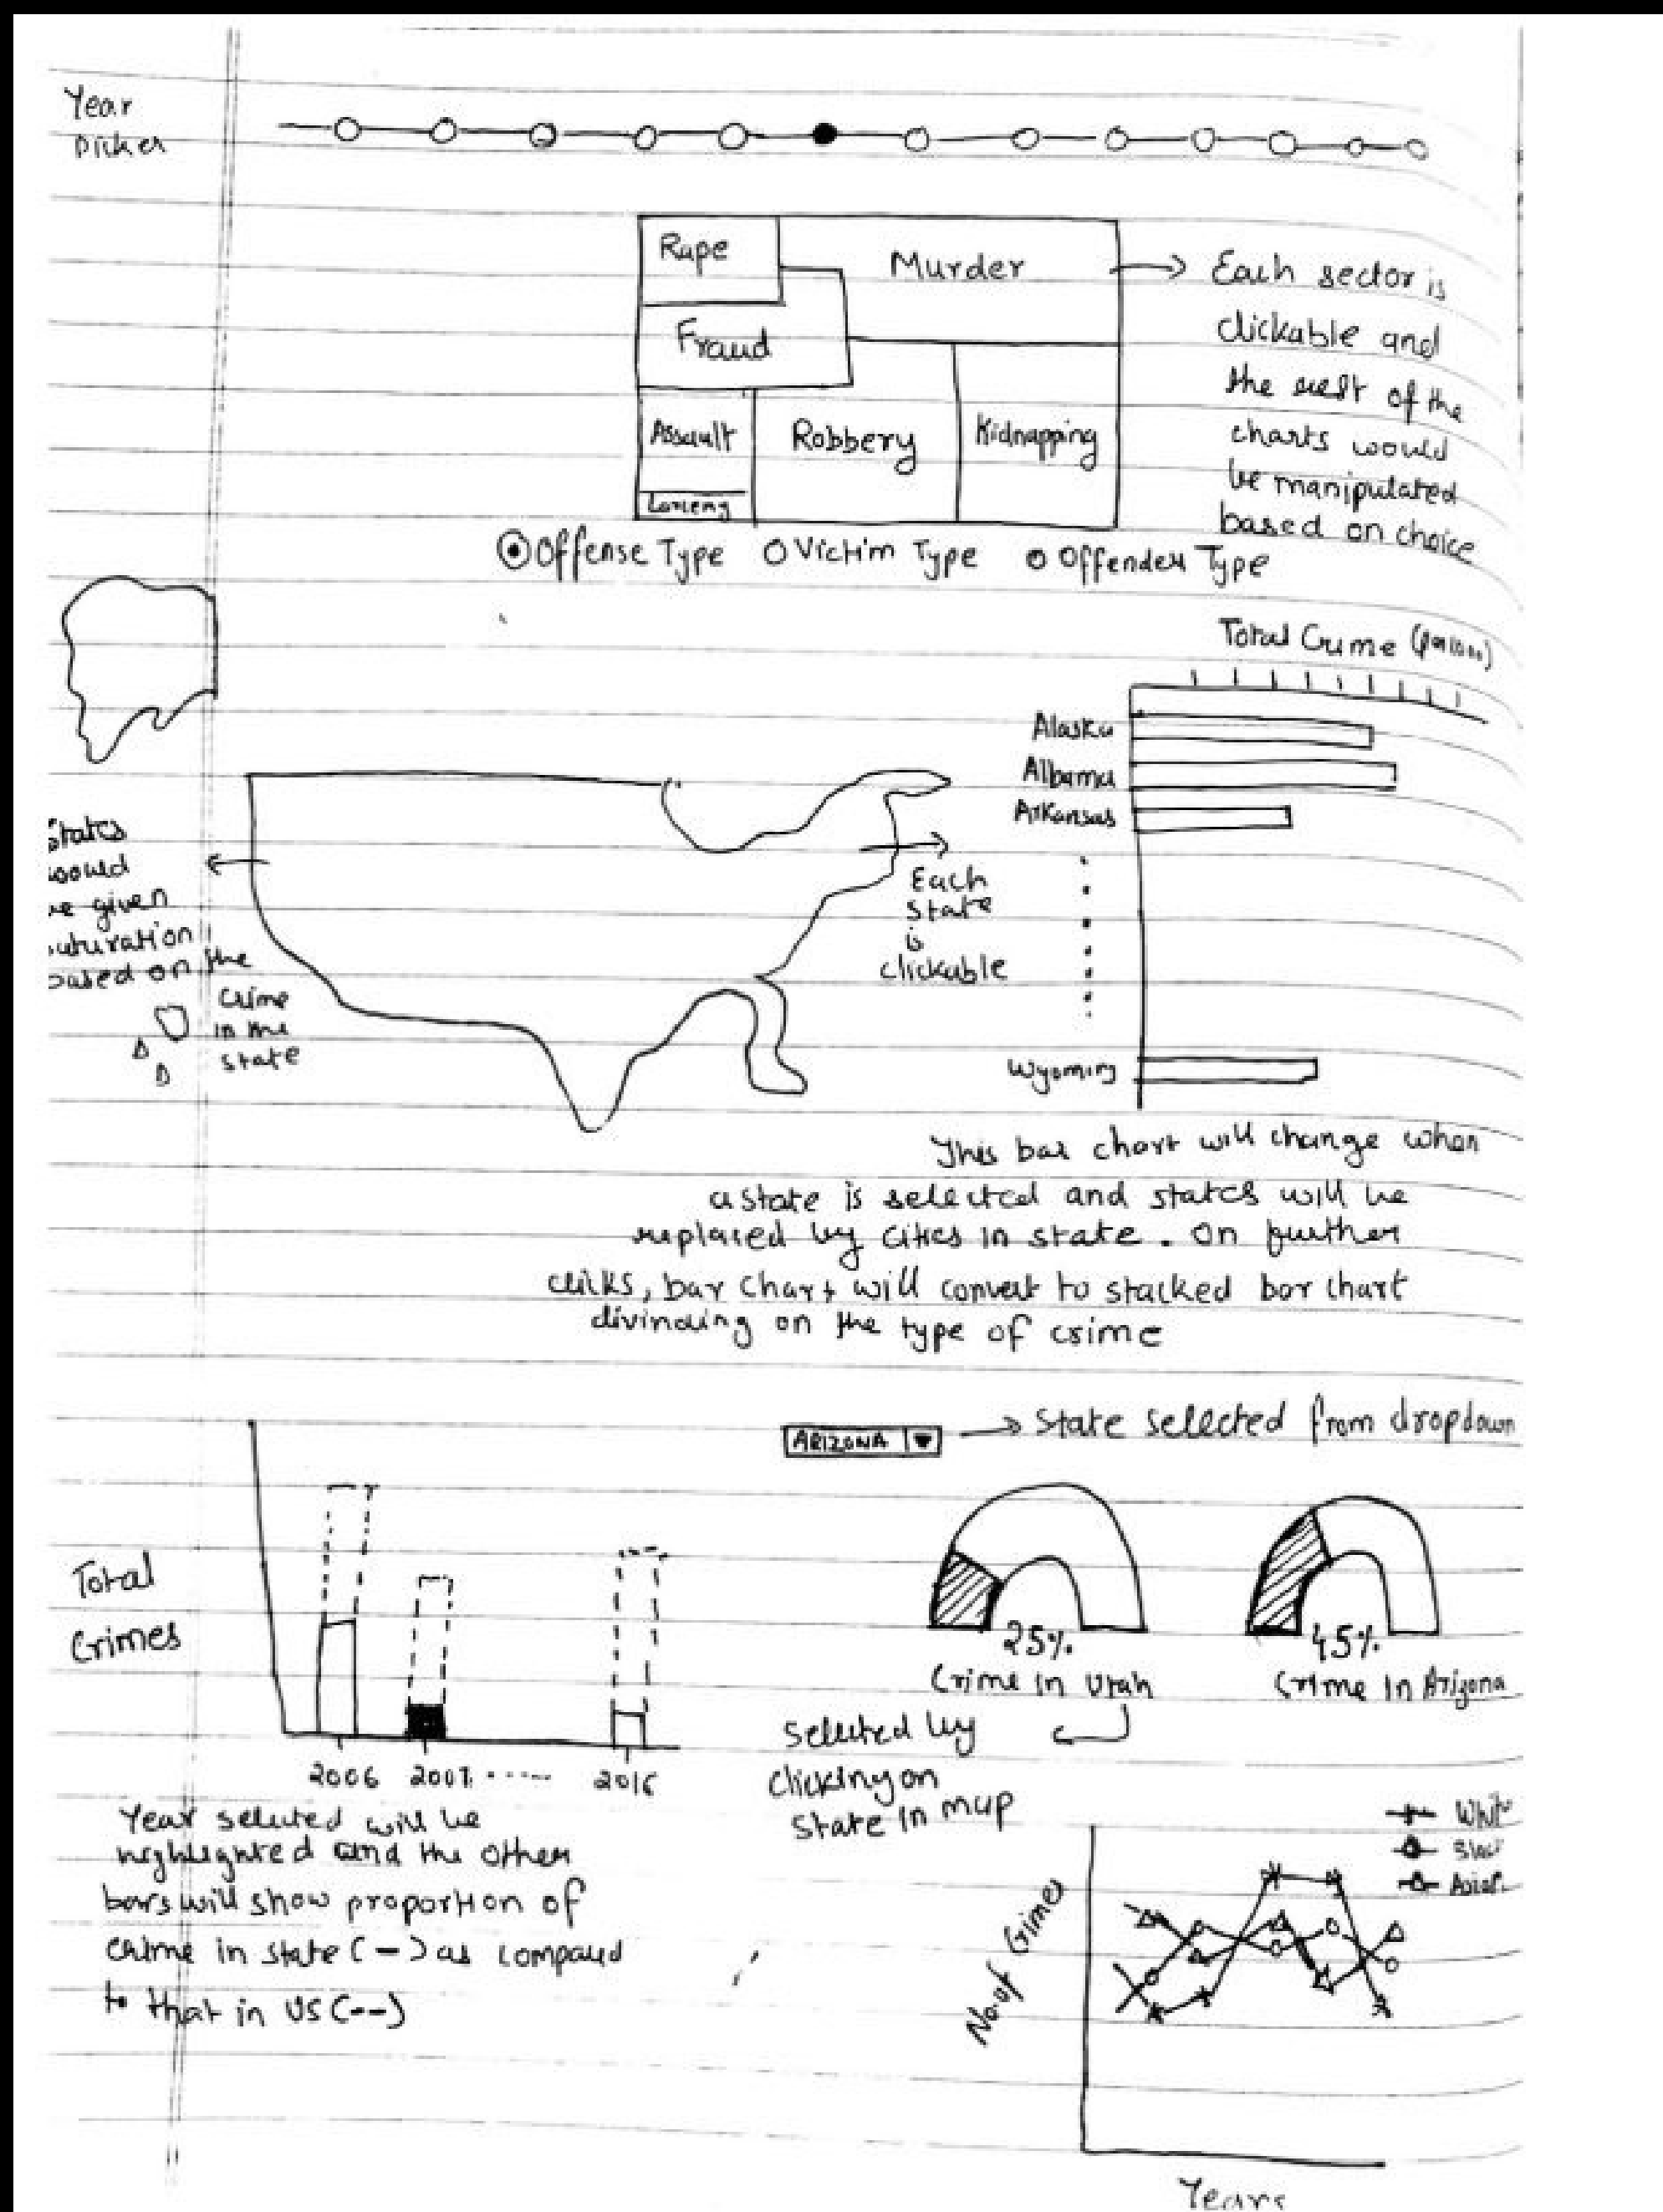 Year
Picker
Rape
Murder
Fraud
Assault
Robbery
Kidnapping
Larceny
Each sector is
clickable and
the rest of the
charts would
be manipulated
based on choice
Offense Type
Victim Type
Offender Type
Total Crime
Alaska
Albama
Arkansas
Wyoming
States
would
be given
saturation
based on the
crime
in the
state
Each
state
is
clickable
This bar chart will change when
a state is selected and states will be
replaced by cities in state. On further
clicks, bar chart will convert to stacked bar chart
divinding on the type of crime
ARIZONA
State selected from dropdown
Total
Crimes
2006 2007 ..... 2016
25%
Crime in Utah
45%
Crime in Arizona
selected by
clicking on
state in map
Year selected will be
highlighted and the other
bars will show proportion of
crime in state (-) as compared
to that in US (--)
White
Black
Asian
No. of Crimes
Years